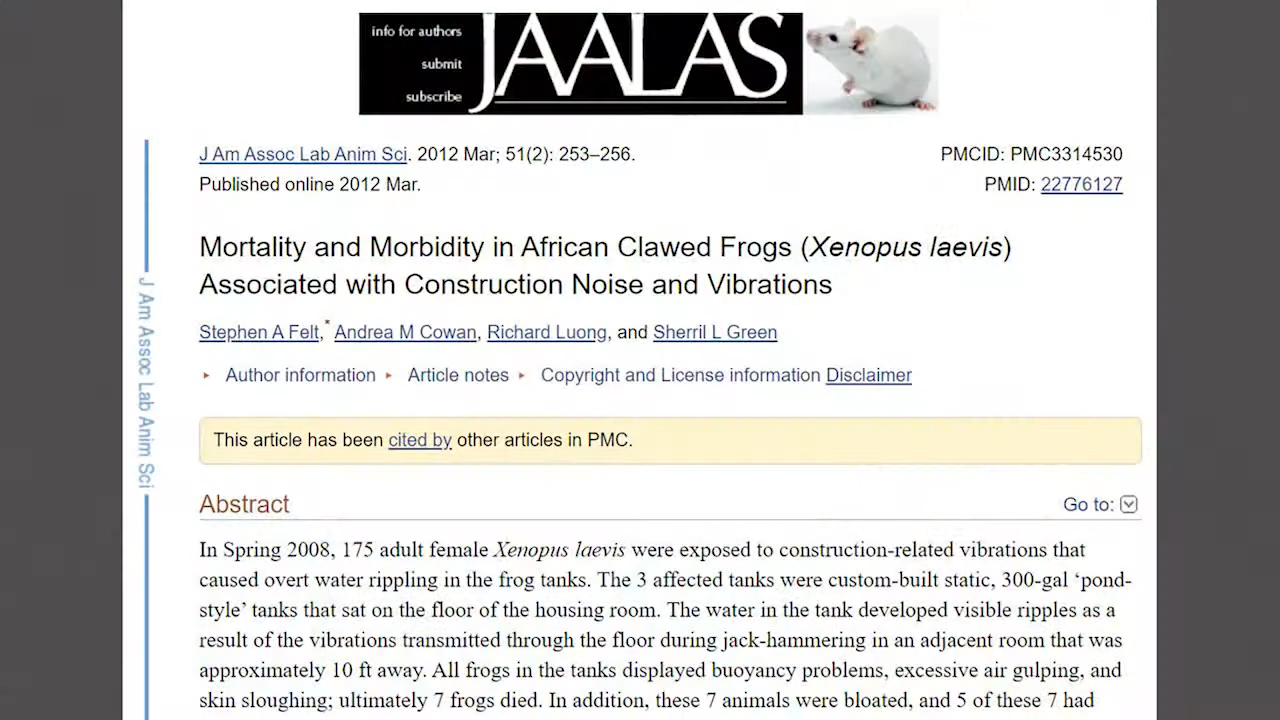 info for authors
submit
subscribe
JAALAS
J Am Assoc Lab Anim Sci. 2012 Mar; 51(2): 253–256.
PMCID: PMC3314530
Published online 2012 Mar.
PMID: 22776127
Mortality and Morbidity in African Clawed Frogs (Xenopus laevis)
Associated with Construction Noise and Vibrations
Stephen A Felt,* Andrea M Cowan, Richard Luong, and Sherril L Green
Author information
Article notes
Copyright and License information Disclaimer
This article has been cited by other articles in PMC.
Abstract
Go to:
In Spring 2008, 175 adult female Xenopus laevis were exposed to construction-related vibrations that
caused overt water rippling in the frog tanks. The 3 affected tanks were custom-built static, 300-gal ‘pond-
style’ tanks that sat on the floor of the housing room. The water in the tank developed visible ripples as a
result of the vibrations transmitted through the floor during jack-hammering in an adjacent room that was
approximately 10 ft away. All frogs in the tanks displayed buoyancy problems, excessive air gulping, and
skin sloughing; ultimately 7 frogs died. In addition, these 7 animals were bloated, and 5 of these 7 had
J Am Assoc Lab Anim Sci